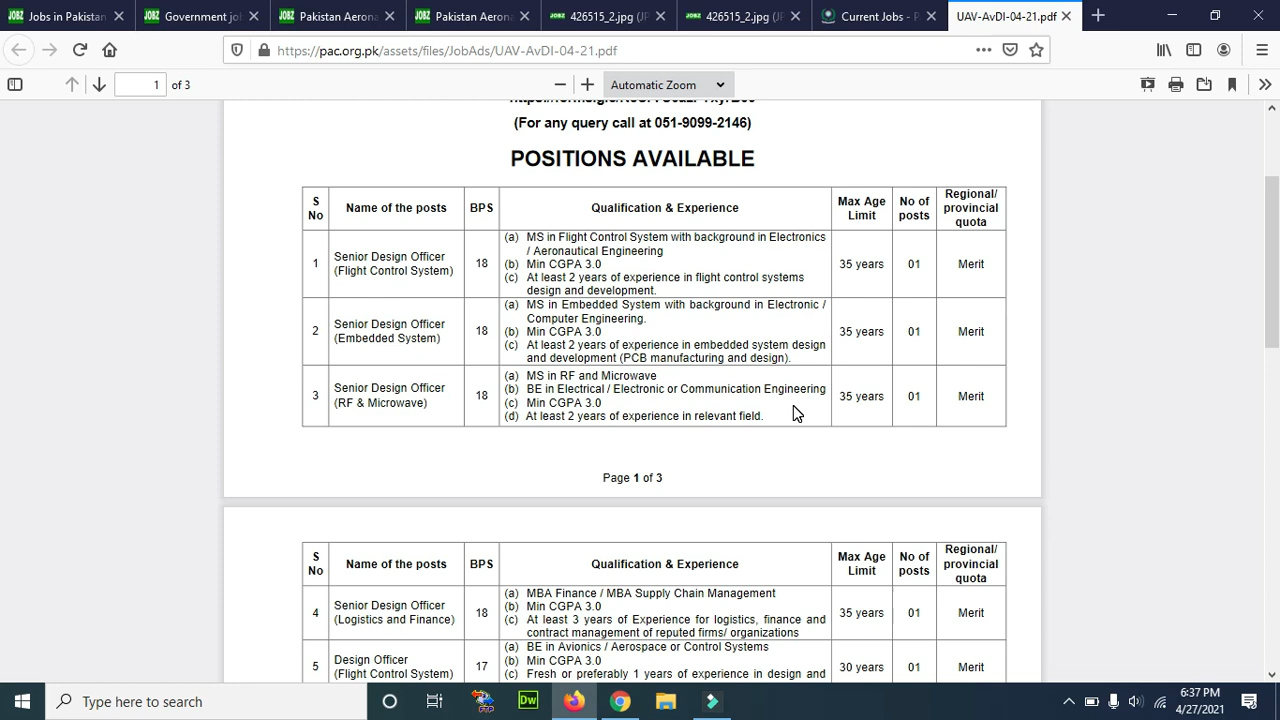 Jobs in Pakistan
Government jo
Pakistan Aerona
Pakistan Aerona
426515_2.jpg (JP
426515_2.jpg (JP
Current Jobs - P
UAV-AvDI-04-21.pdf
https://pac.org.pk/assets/files/JobAds/UAV-AvDI-04-21.pdf
1 of 3
Automatic Zoom
(For any query call at 051-9099-2146)
POSITIONS AVAILABLE
S No Name of the posts BPS Qualification & Experience Max Age Limit No of posts Regional/ provincial quota
1 Senior Design Officer (Flight Control System) 18
(a) MS in Flight Control System with background in Electronics
/ Aeronautical Engineering
(b) Min CGPA 3.0
(c) At least 2 years of experience in flight control systems
design and development.
35 years 01 Merit
2 Senior Design Officer (Embedded System) 18
(a) MS in Embedded System with background in Electronic /
Computer Engineering.
(b) Min CGPA 3.0
(c) At least 2 years of experience in embedded system design
and development (PCB manufacturing and design).
35 years 01 Merit
3 Senior Design Officer (RF & Microwave) 18
(a) MS in RF and Microwave
(b) BE in Electrical / Electronic or Communication Engineering
(c) Min CGPA 3.0
(d) At least 2 years of experience in relevant field.
35 years 01 Merit
Page 1 of 3
S No Name of the posts BPS Qualification & Experience Max Age Limit No of posts Regional/ provincial quota
4 Senior Design Officer (Logistics and Finance) 18
(a) MBA Finance / MBA Supply Chain Management
(b) Min CGPA 3.0
(c) At least 3 years of Experience for logistics, finance and
contract management of reputed firms/ organizations
35 years 01 Merit
5 Design Officer (Flight Control System) 17
(a) BE in Avionics / Aerospace or Control Systems
(b) Min CGPA 3.0
(c) Fresh or preferably 1 years of experience in design and
30 years 01 Merit
Type here to search
Dw
6:37 PM
4/27/2021